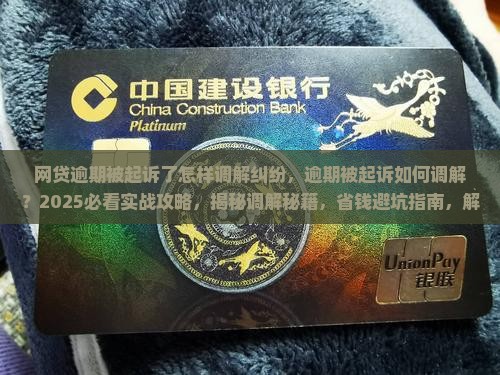 中国建设银行
China Construction Bank
Platinum
网贷逾期被起诉了怎样调解纠纷，逾期被起诉如何调解
？2025必看实战攻略，揭秘调解秘籍，省钱避坑指南，解
UnionPay
银联